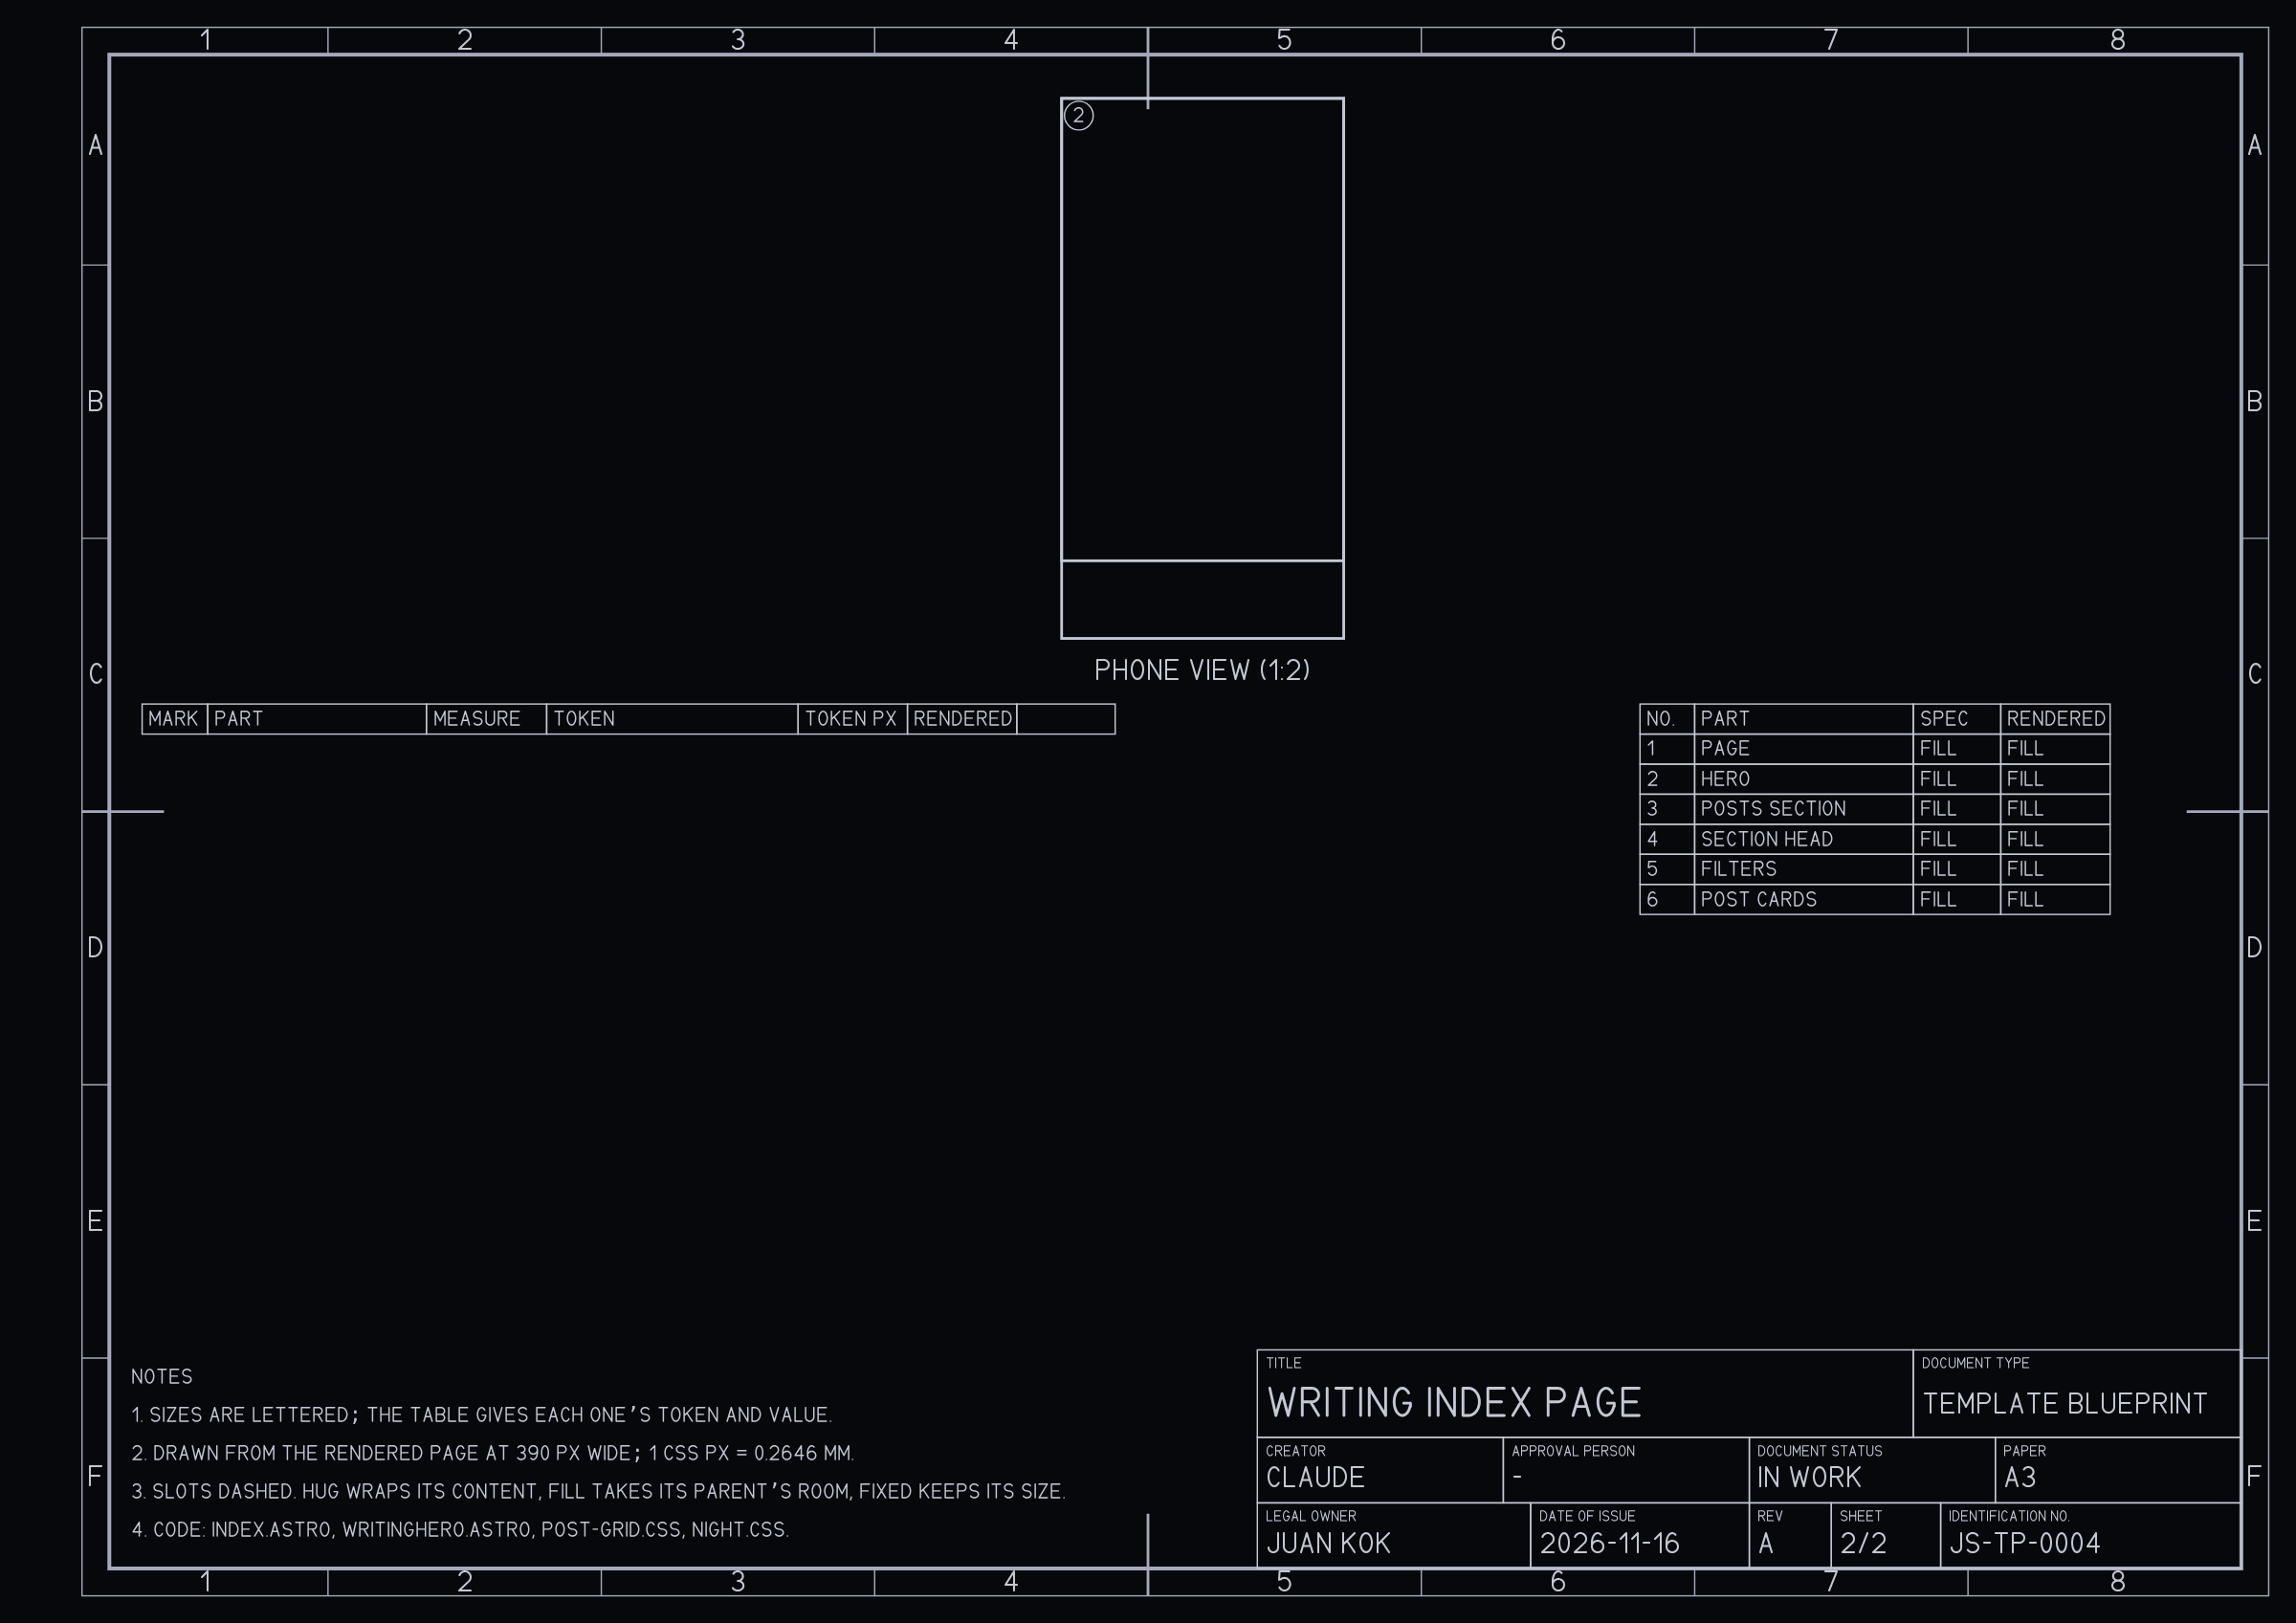 1 2 3 4 5 6 7 8
A A
B B
C C
D D
E E
F F
2
PHONE VIEW (1:2)
MARK PART MEASURE TOKEN TOKEN PX RENDERED
NO. PART SPEC RENDERED
1 PAGE FILL FILL
2 HERO FILL FILL
3 POSTS SECTION FILL FILL
4 SECTION HEAD FILL FILL
5 FILTERS FILL FILL
6 POST CARDS FILL FILL
NOTES
1. SIZES ARE LETTERED; THE TABLE GIVES EACH ONE'S TOKEN AND VALUE.
2. DRAWN FROM THE RENDERED PAGE AT 390 PX WIDE; 1 CSS PX = 0.2646 MM.
3. SLOTS DASHED. HUG WRAPS ITS CONTENT, FILL TAKES ITS PARENT'S ROOM, FIXED KEEPS ITS SIZE.
4. CODE: INDEX.ASTRO, WRITINGHERO.ASTRO, POST-GRID.CSS, NIGHT.CSS.
TITLE DOCUMENT TYPE
WRITING INDEX PAGE TEMPLATE BLUEPRINT
CREATOR APPROVAL PERSON DOCUMENT STATUS PAPER
CLAUDE - IN WORK A3
LEGAL OWNER DATE OF ISSUE REV SHEET IDENTIFICATION NO.
JUAN KOK 2026-11-16 A 2/2 JS-TP-0004
1 2 3 4 5 6 7 8